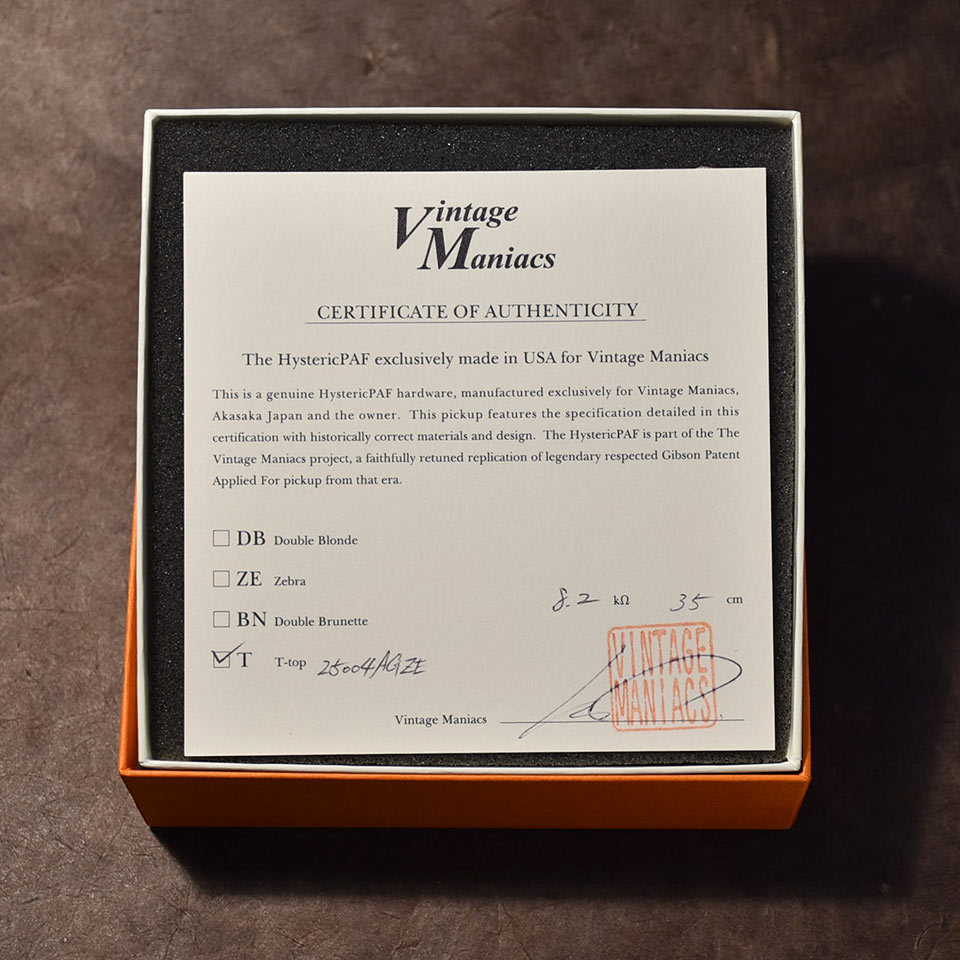 Vintage
Maniacs
CERTIFICATE OF AUTHENTICITY
The HystericPAF exclusively made in USA for Vintage Maniacs
This is a genuine HystericPAF hardware, manufactured exclusively for Vintage Maniacs,
Akasaka Japan and the owner. This pickup features the specification detailed in this
certification with historically correct materials and design. The HystericPAF is part of the The
Vintage Maniacs project, a faithfully retuned replication of legendary respected Gibson Patent
Applied For pickup from that era.
DB Double Blonde
ZE Zebra
8.2 kΩ 35 cm
BN Double Brunette
T T-top 25004AGZE
VINTAGE
MANIACS
Vintage Maniacs